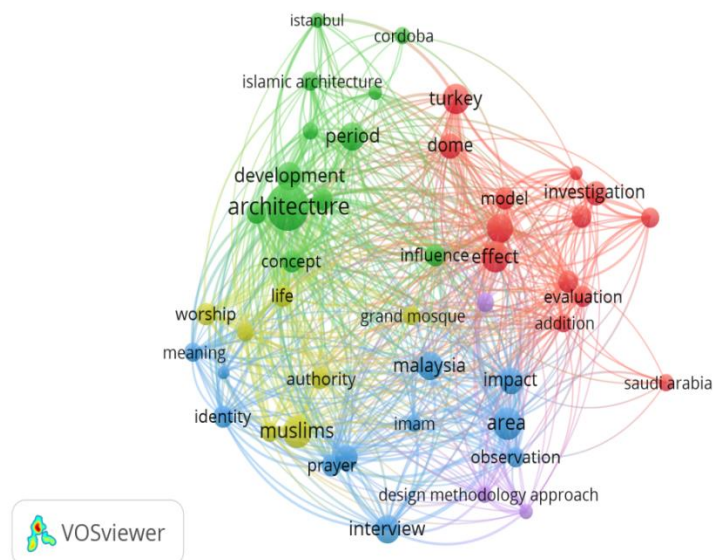 istanbul
cordoba
islamic architecture
turkey
period
dome
development
model
investigation
architecture
concept
influence
effect
life
evaluation
worship
grand mosque
addition
meaning
malaysia
authority
impact
saudi arabia
identity
muslims
imam
area
prayer
observation
design methodology approach
interview
VOSviewer